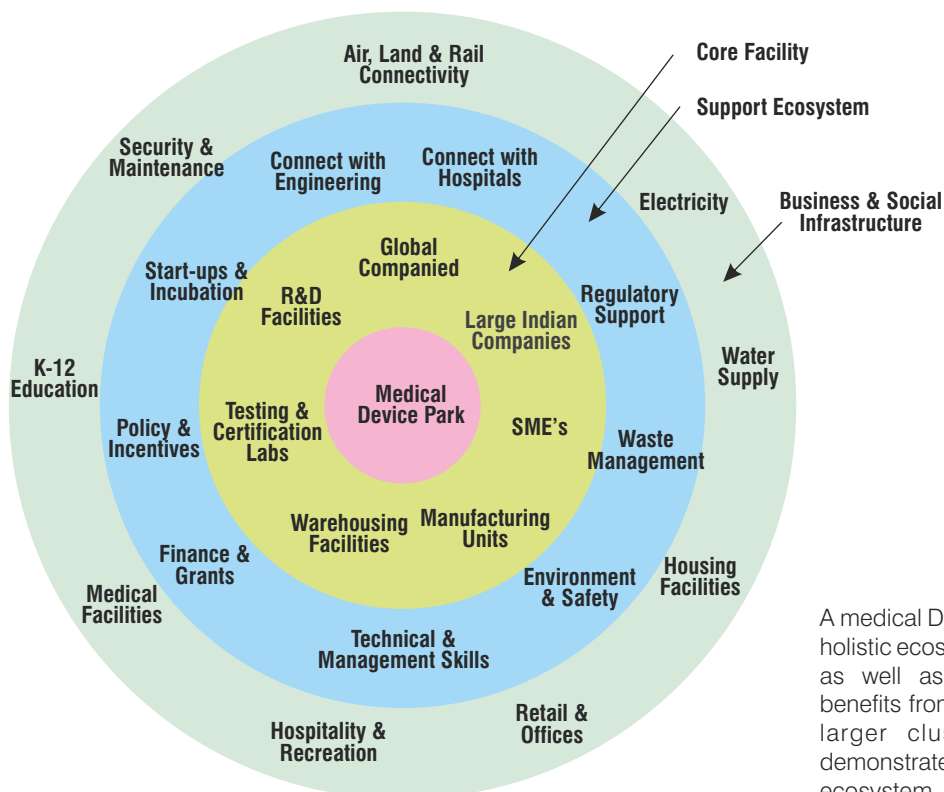 Air, Land & Rail
Connectivity
Core Facility
Support Ecosystem
Business & Social
Infrastructure
Security &
Maintenance
Electricity
Water
Supply
Housing
Facilities
Retail &
Offices
Hospitality &
Recreation
Medical
Facilities
K-12
Education
Connect with
Engineering
Connect with
Hospitals
Regulatory
Support
Waste
Management
Environment
& Safety
Technical &
Management Skills
Finance &
Grants
Policy &
Incentives
Start-ups &
Incubation
Global
Companied
Large Indian
Companies
SME's
Manufacturing
Units
Warehousing
Facilities
Testing &
Certification
Labs
R&D
Facilities
Medical
Device Park
A medical D
holistic ecos
as well as
benefits from
larger clus
demonstrate
ecosystem